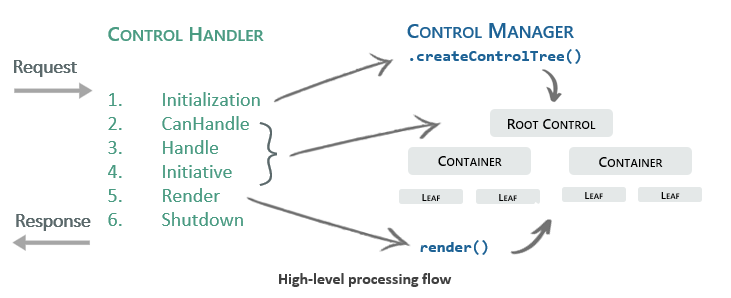 CONTROL HANDLER
CONTROL MANAGER
.createControlTree()
Request
1. Initialization
2. CanHandle
3. Handle
4. Initiative
5. Render
6. Shutdown
Response
ROOT CONTROL
CONTAINER CONTAINER
LEAF LEAF LEAF LEAF
render()
High-level processing flow